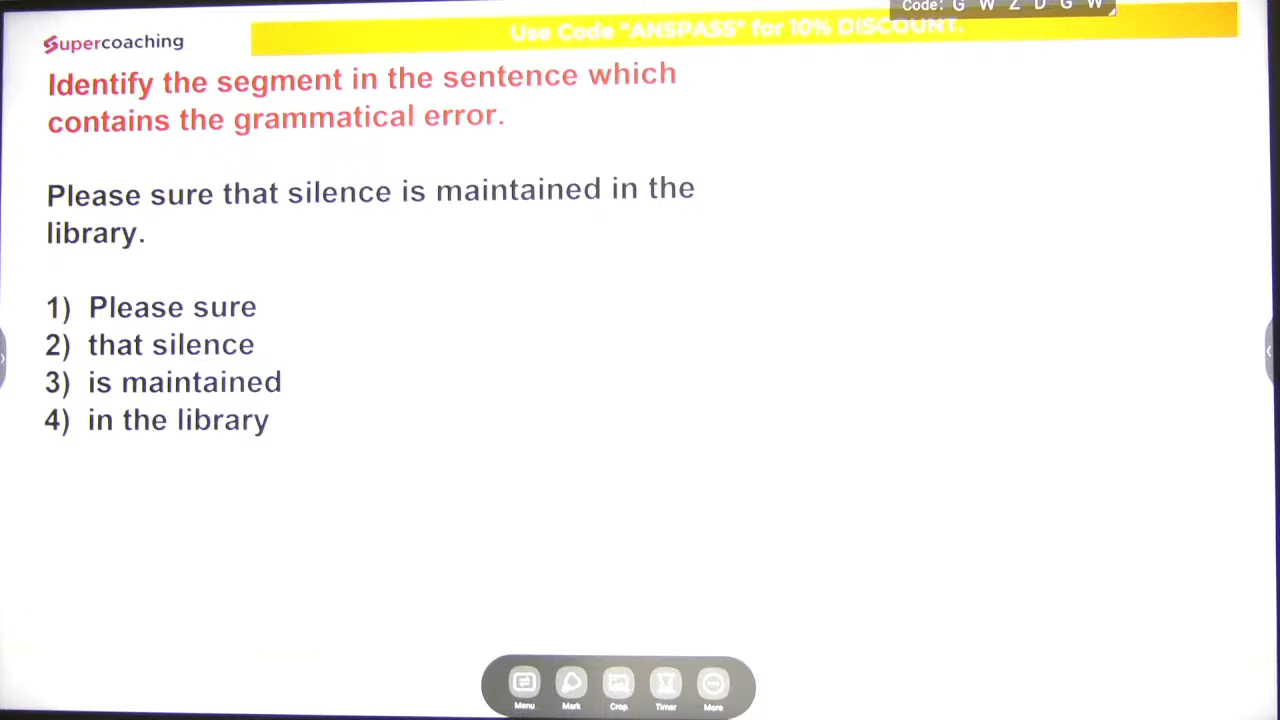 Code: G W Z D G W
Supercoaching
Use Code "ANSPASS" for 10% DISCOUNT.
Identify the segment in the sentence which
contains the grammatical error.
Please sure that silence is maintained in the
library.
1) Please sure
2) that silence
3) is maintained
4) in the library
Menu
Mark
Crop
Timer
More